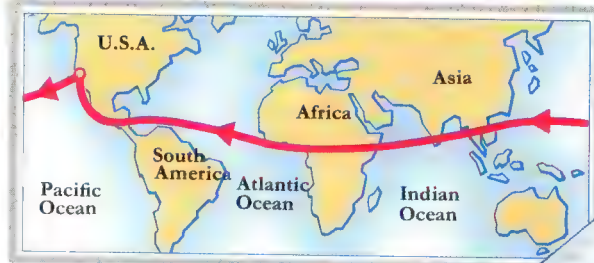 U.S.A.
Asia
Africa
South
America
Pacific
Ocean
Atlantic
Ocean
Indian
Ocean